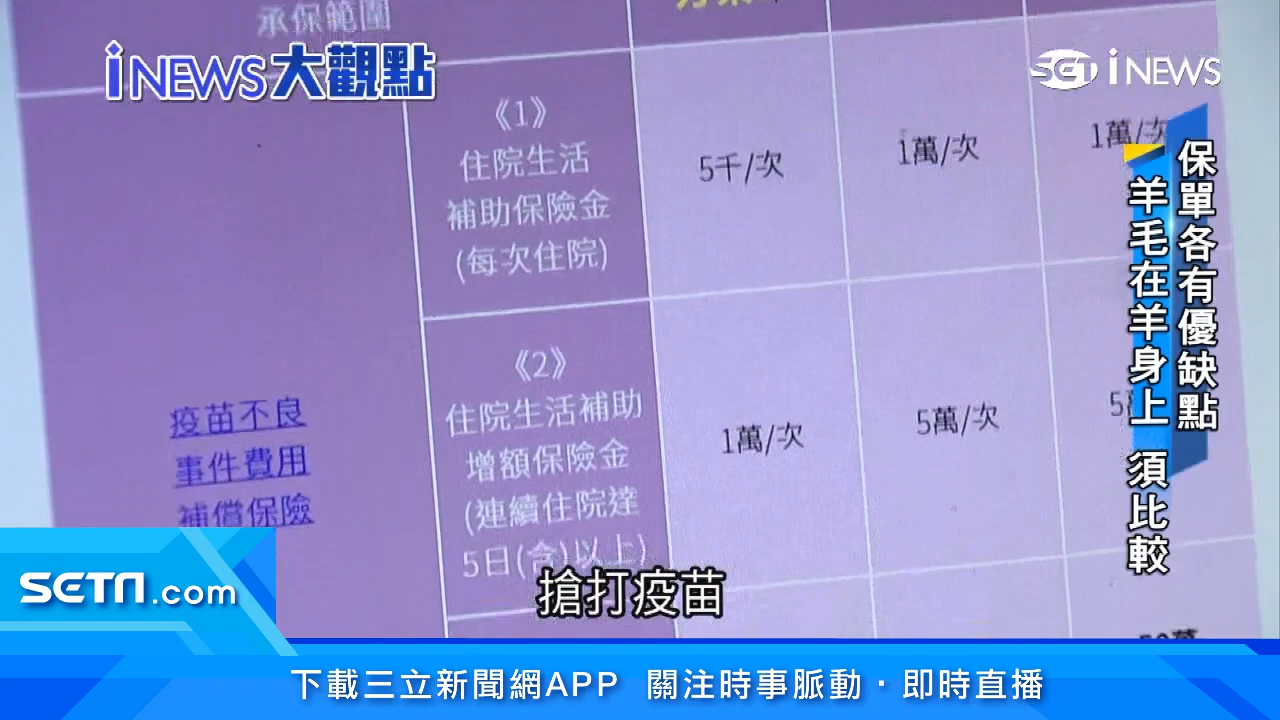 承保範圍
iNEWS大觀點
SET iNEWS
《1》
住院生活
補助保險金
(每次住院)
5千/次
1萬/次
1萬/次
《2》
住院生活補助
增額保險金
(連續住院達
5日(含)以上)
1萬/次
5萬/次
疫苗不良
事件費用
補償保險
保單各有優缺點
羊毛在羊身上 須比較
搶打疫苗
SETN.com
下載三立新聞網APP 關注時事脈動·即時直播